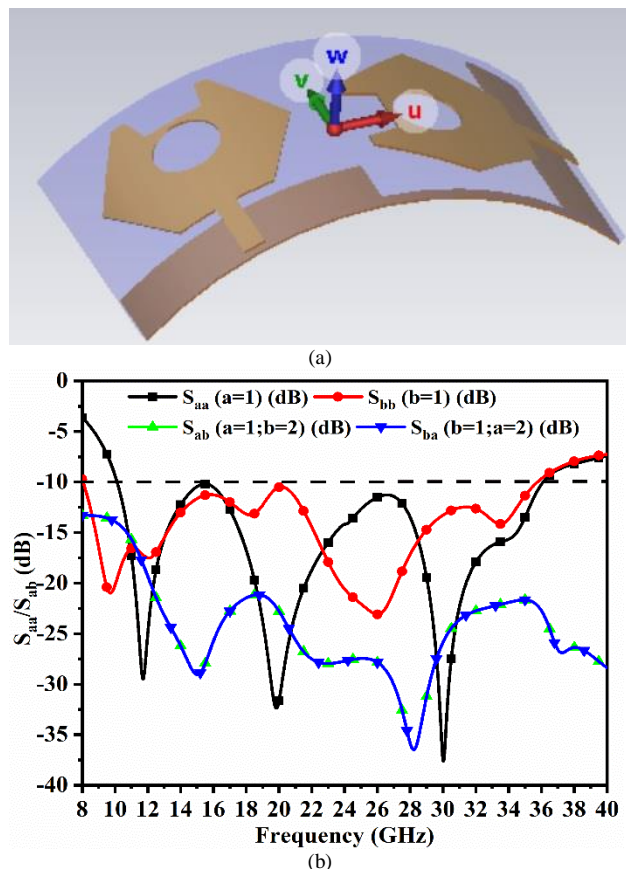 w
v
u
(a)
0
-5
-10
-15
-20
-25
-30
-35
-40
S_aa/S_ab (dB)
S_aa (a=1) (dB)
S_bb (b=1) (dB)
S_ab (a=1;b=2) (dB)
S_ba (b=1;a=2) (dB)
8 10 12 14 16 18 20 22 24 26 28 30 32 34 36 38 40
Frequency (GHz)
(b)